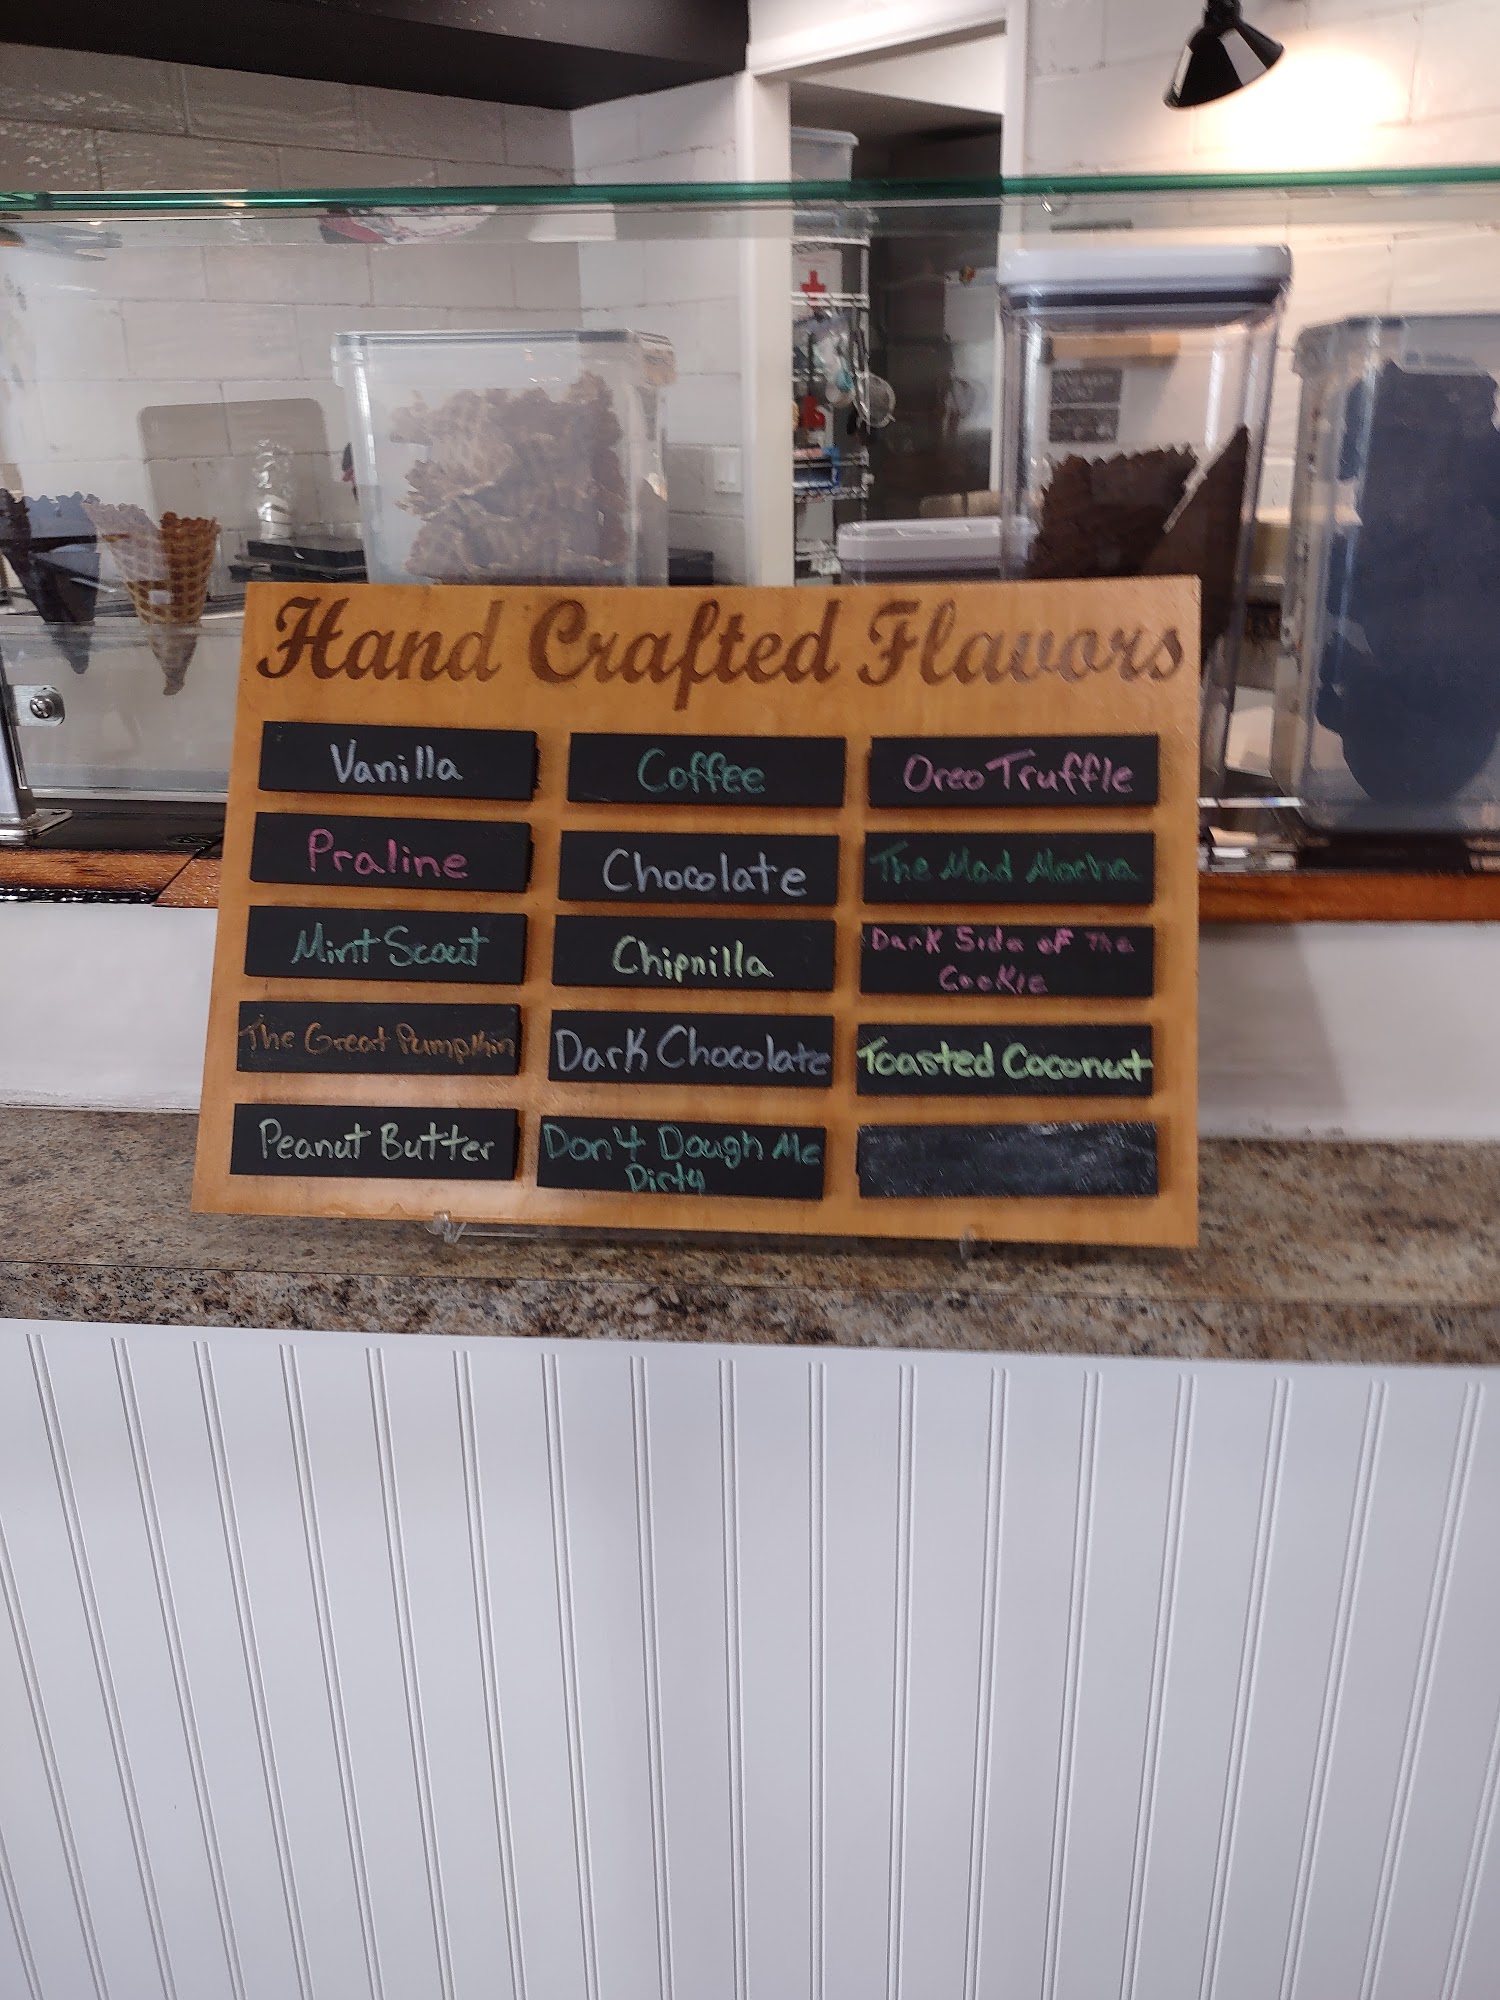 Hand Crafted Flavors
Vanilla
Coffee
Oreo Truffle
Praline
Chocolate
The Mad Mocha
Mint Scout
Chipnilla
Dark Side of The
Cookie
The Great Pumpkin
Dark Chocolate
Toasted Coconut
Peanut Butter
Don't Dough Me
Dirty